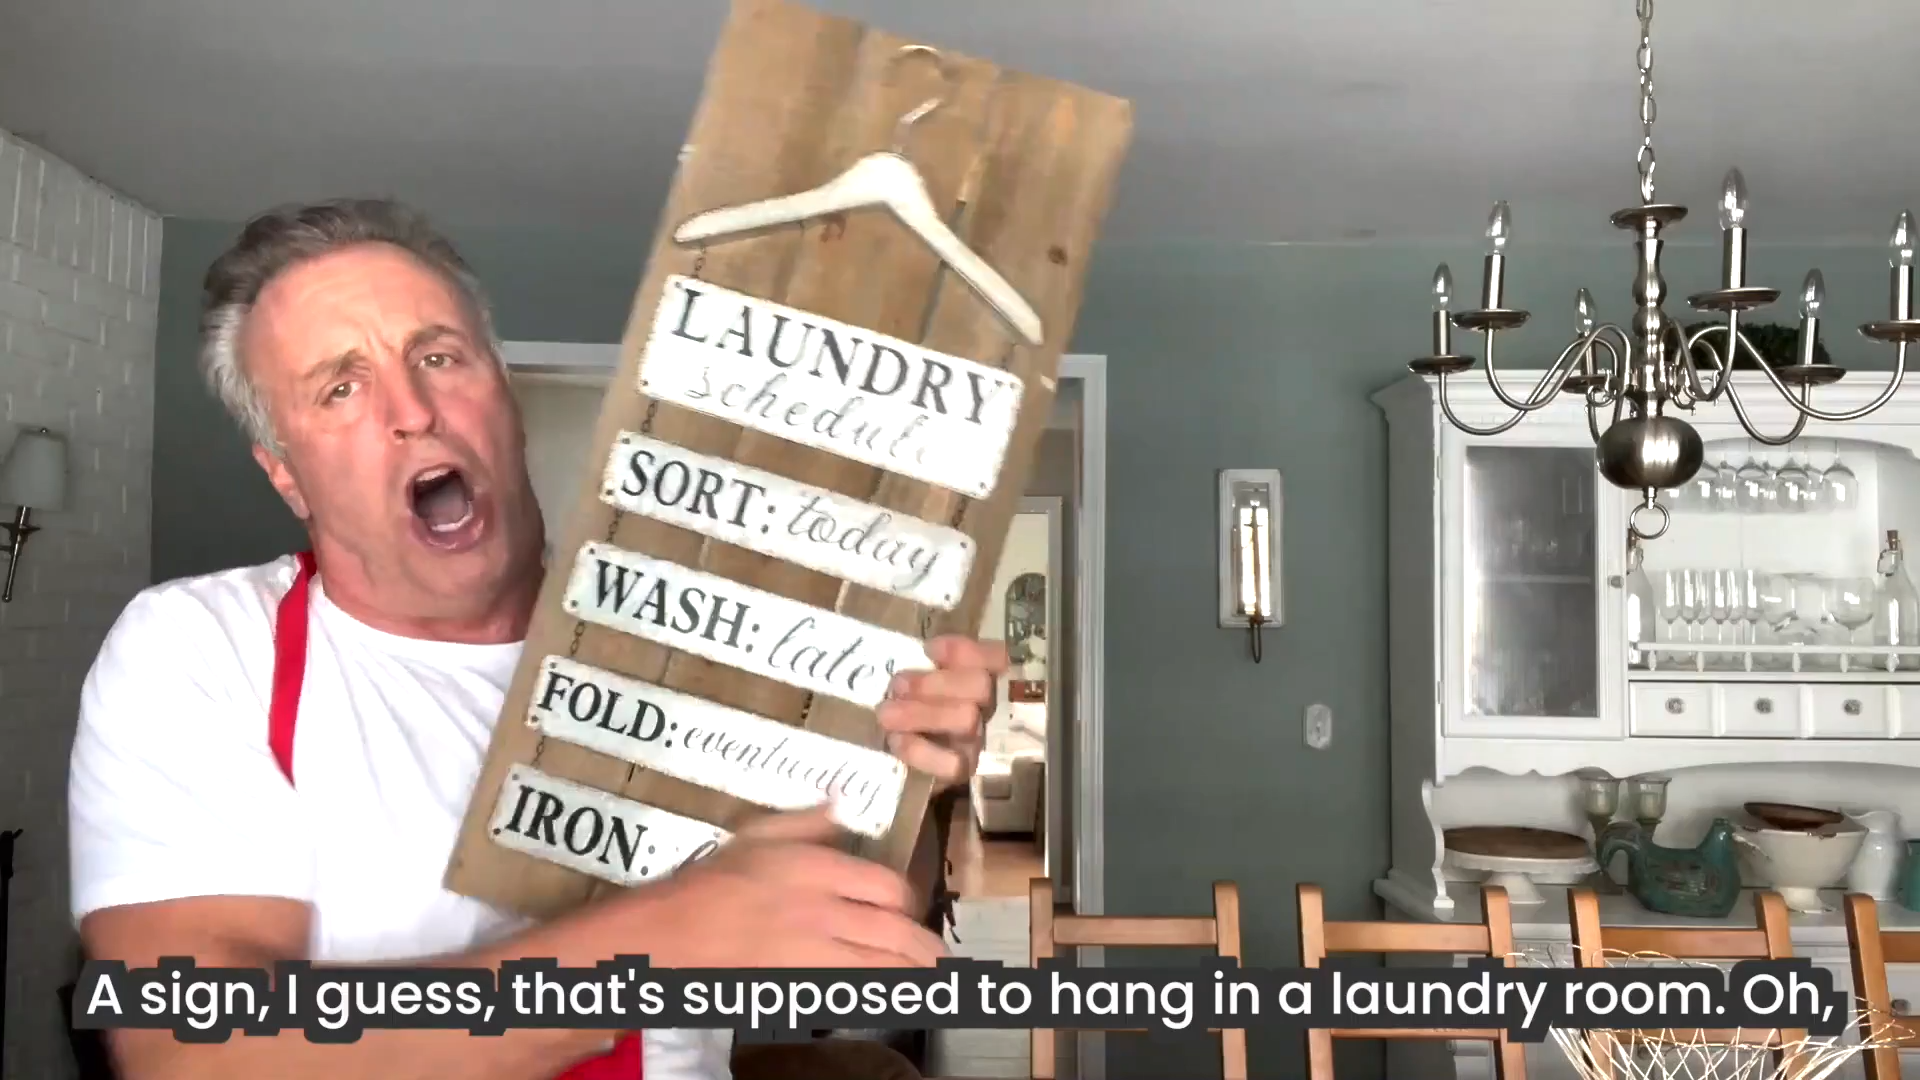 LAUNDRY
schedule
SORT: today
WASH: later
FOLD: eventually
IRON:
A sign, I guess, that's supposed to hang in a laundry room. Oh,